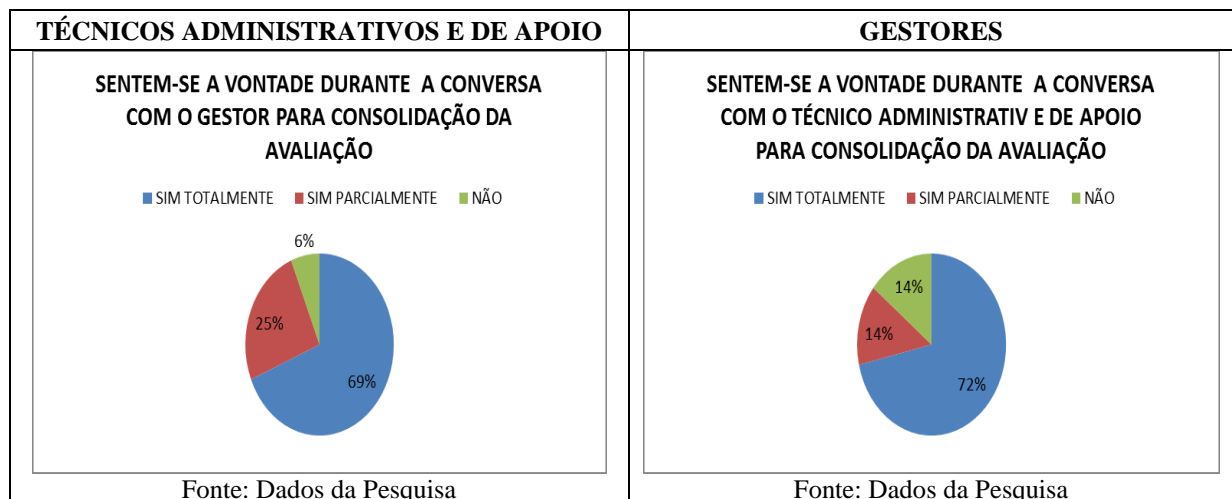 TÉCNICOS ADMINISTRATIVOS E DE APOIO
SENTEM-SE A VONTADE DURANTE A CONVERSA
COM O GESTOR PARA CONSOLIDAÇÃO DA
AVALIAÇÃO
SIM TOTALMENTE SIM PARCIALMENTE NÃO
6%
25%
69%
Fonte: Dados da Pesquisa
GESTORES
SENTEM-SE A VONTADE DURANTE A CONVERSA
COM O TÉCNICO ADMINISTRATIV E DE APOIO
PARA CONSOLIDAÇÃO DA AVALIAÇÃO
SIM TOTALMENTE SIM PARCIALMENTE NÃO
14%
14%
72%
Fonte: Dados da Pesquisa